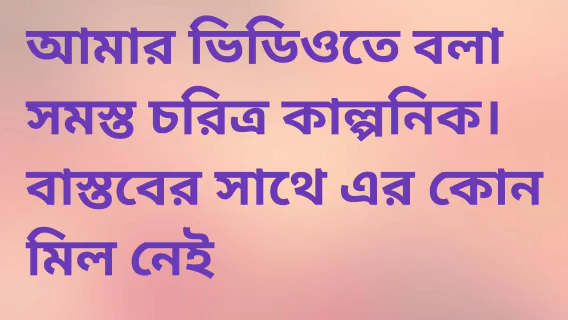 আমার ভিডিওতে বলা
সমস্ত চরিত্র কাল্পনিক।
বাস্তবের সাথে এর কোন
মিল নেই